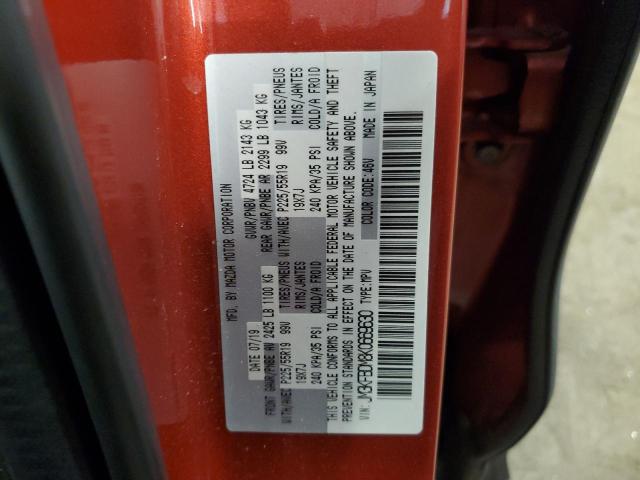 MFD. BY MAZDA MOTOR CORPORATION
DATE 07/19 GVWR/PNBV 4724 LB 2143 KG
FRONT GAWR/PNBE AV 2425 LB 1100 KG REAR GAWR/PNBE AR 2299 LB 1043 KG
WITH/AVEC P225/55R19 99V TIRES/PNEUS WITH/AVEC P225/55R19 99V TIRES/PNEUS
19X7J RIMS/JANTES 19X7J RIMS/JANTES
240 KPA/35 PSI COLD/A FROID 240 KPA/35 PSI COLD/A FROID
THIS VEHICLE CONFORMS TO ALL APPLICABLE FEDERAL MOTOR VEHICLE SAFETY AND THEFT
PREVENTION STANDARDS IN EFFECT ON THE DATE OF MANUFACTURE SHOWN ABOVE.
VIN: JM3KFBDM8K0669630 TYPE: MPV COLOR CODE: 46V MADE IN JAPAN